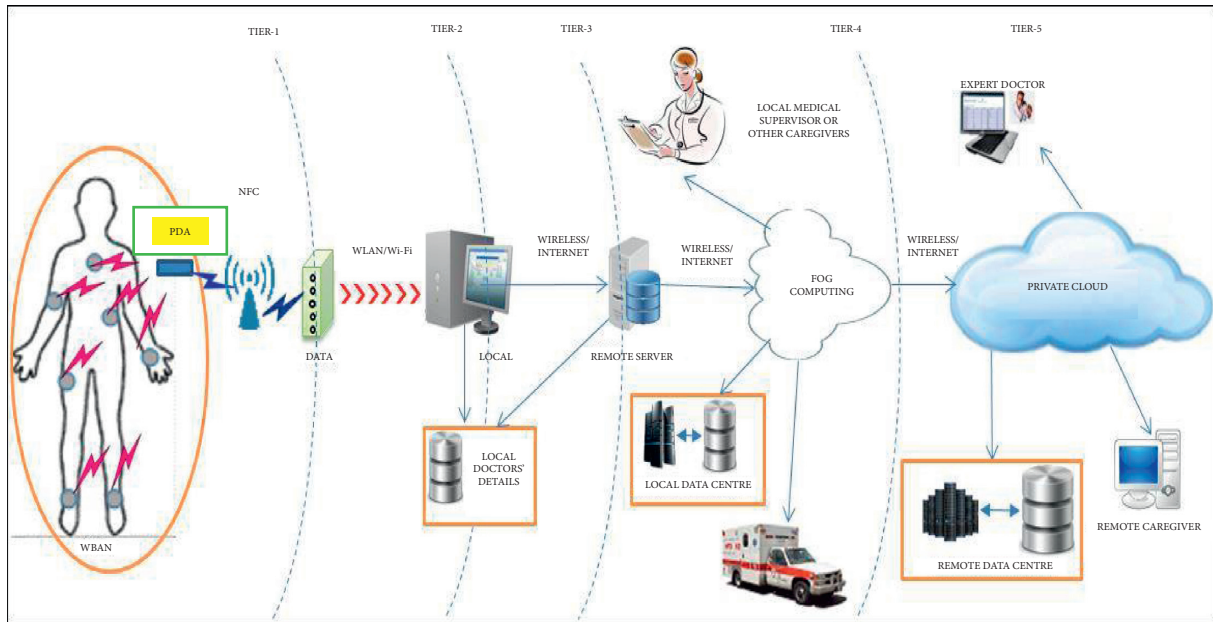 TIER-1
TIER-2
TIER-3
TIER-4
TIER-5
EXPERT DOCTOR
LOCAL MEDICAL
SUPERVISOR OR
OTHER CAREGIVERS
NFC
PDA
WLAN/Wi-Fi
WIRELESS/
INTERNET
WIRELESS/
INTERNET
WIRELESS/
INTERNET
FOG
COMPUTING
PRIVATE CLOUD
DATA
LOCAL
REMOTE SERVER
LOCAL
DOCTORS'
DETAILS
LOCAL DATA CENTRE
REMOTE CAREGIVER
WBAN
REMOTE DATA CENTRE